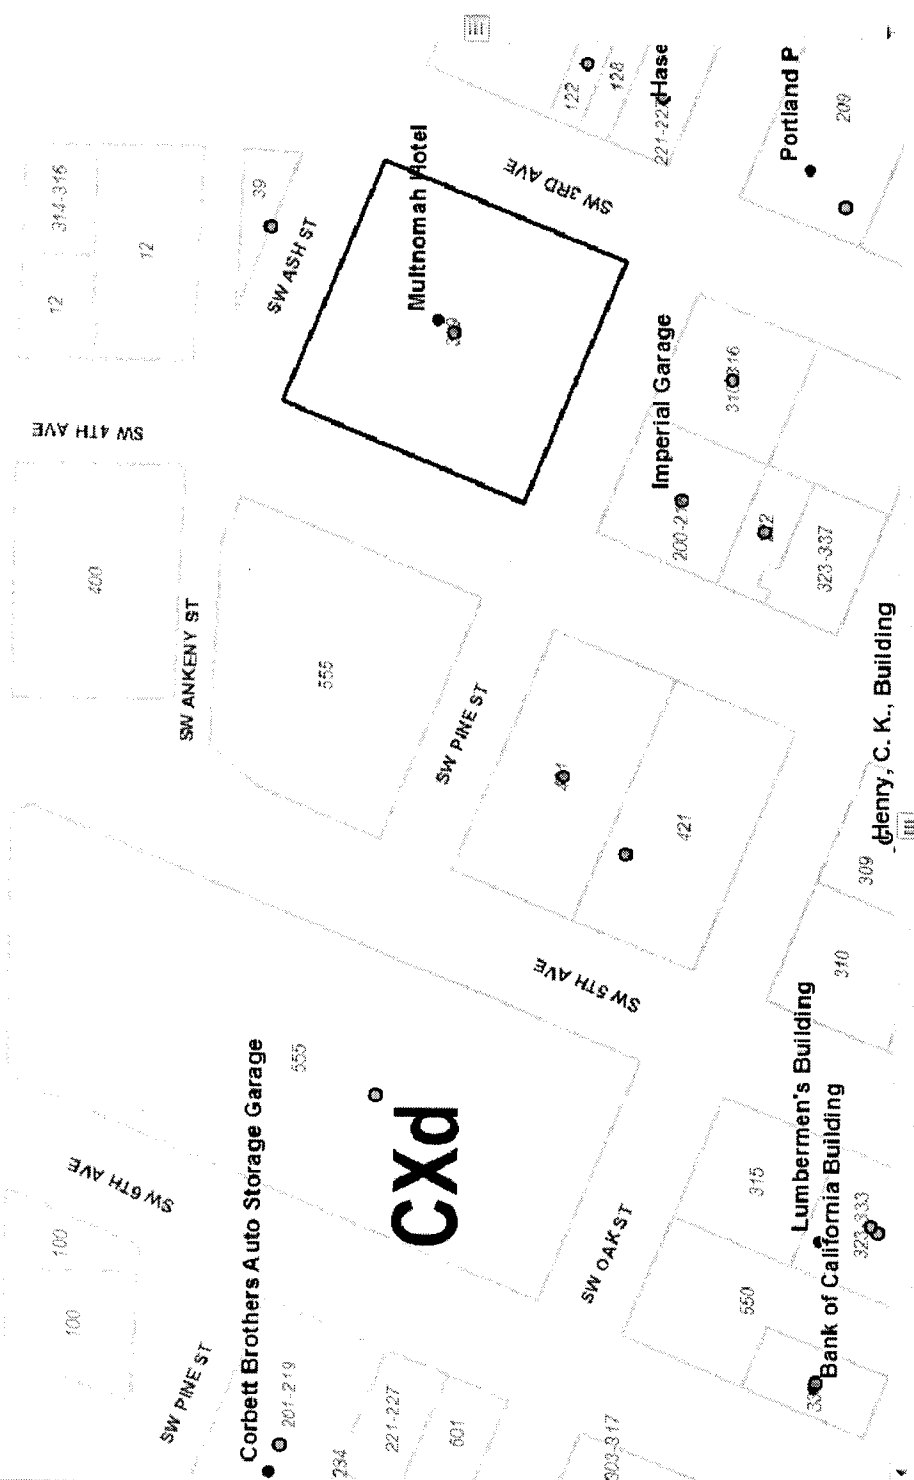 122
128
221-227
Hase
Portland P
209
314-316
12
12
39
SW ASH ST
Multnomah Hotel
SW 3RD AVE
SW 4TH AVE
Imperial Garage
200-21
323-337
400
SW ANKENY ST
555
SW PINE ST
421
Henry, C. K., Building
309
310
SW 5TH AVE
Corbett Brothers Auto Storage Garage
555
CXd
SW 6TH AVE
100
100
SW PINE ST
201-219
221-227
601
SW OAK ST
315
Lumbermen's Building
Bank of California Building
323-333
550
303-317